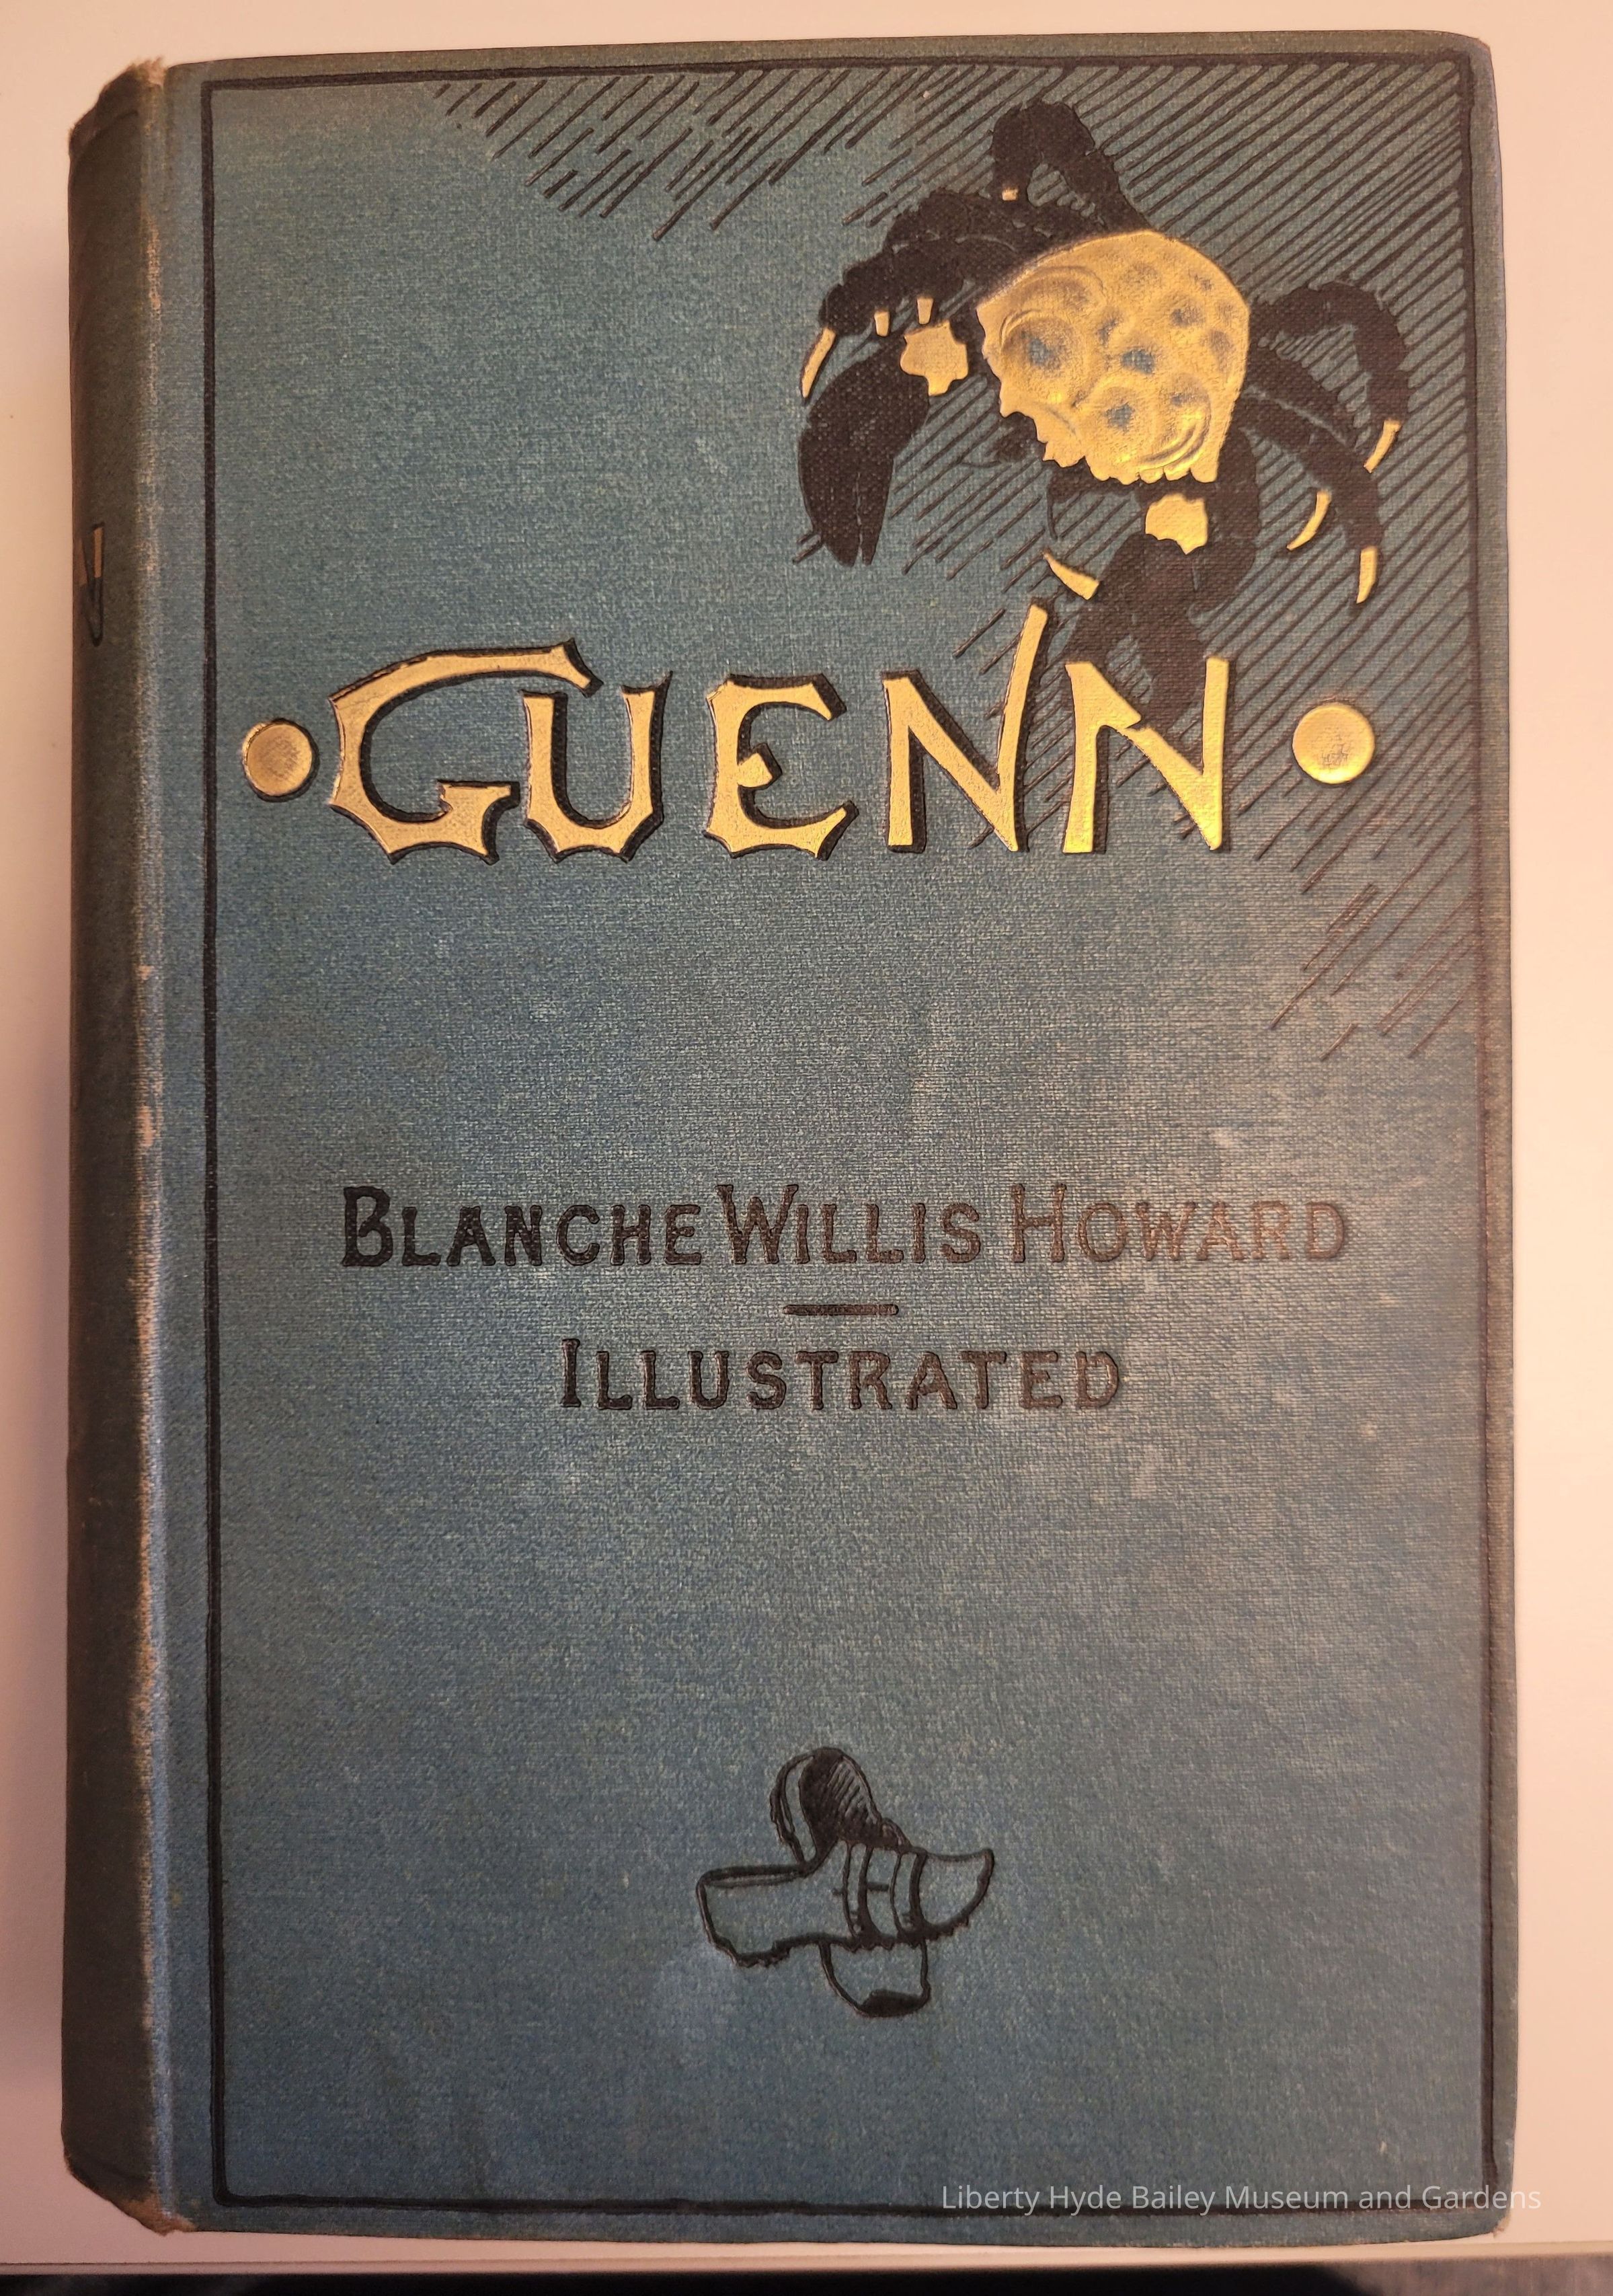 GUENN
BLANCHE WILLIS HOWARD
ILLUSTRATED
Liberty Hyde Bailey Museum and Gardens